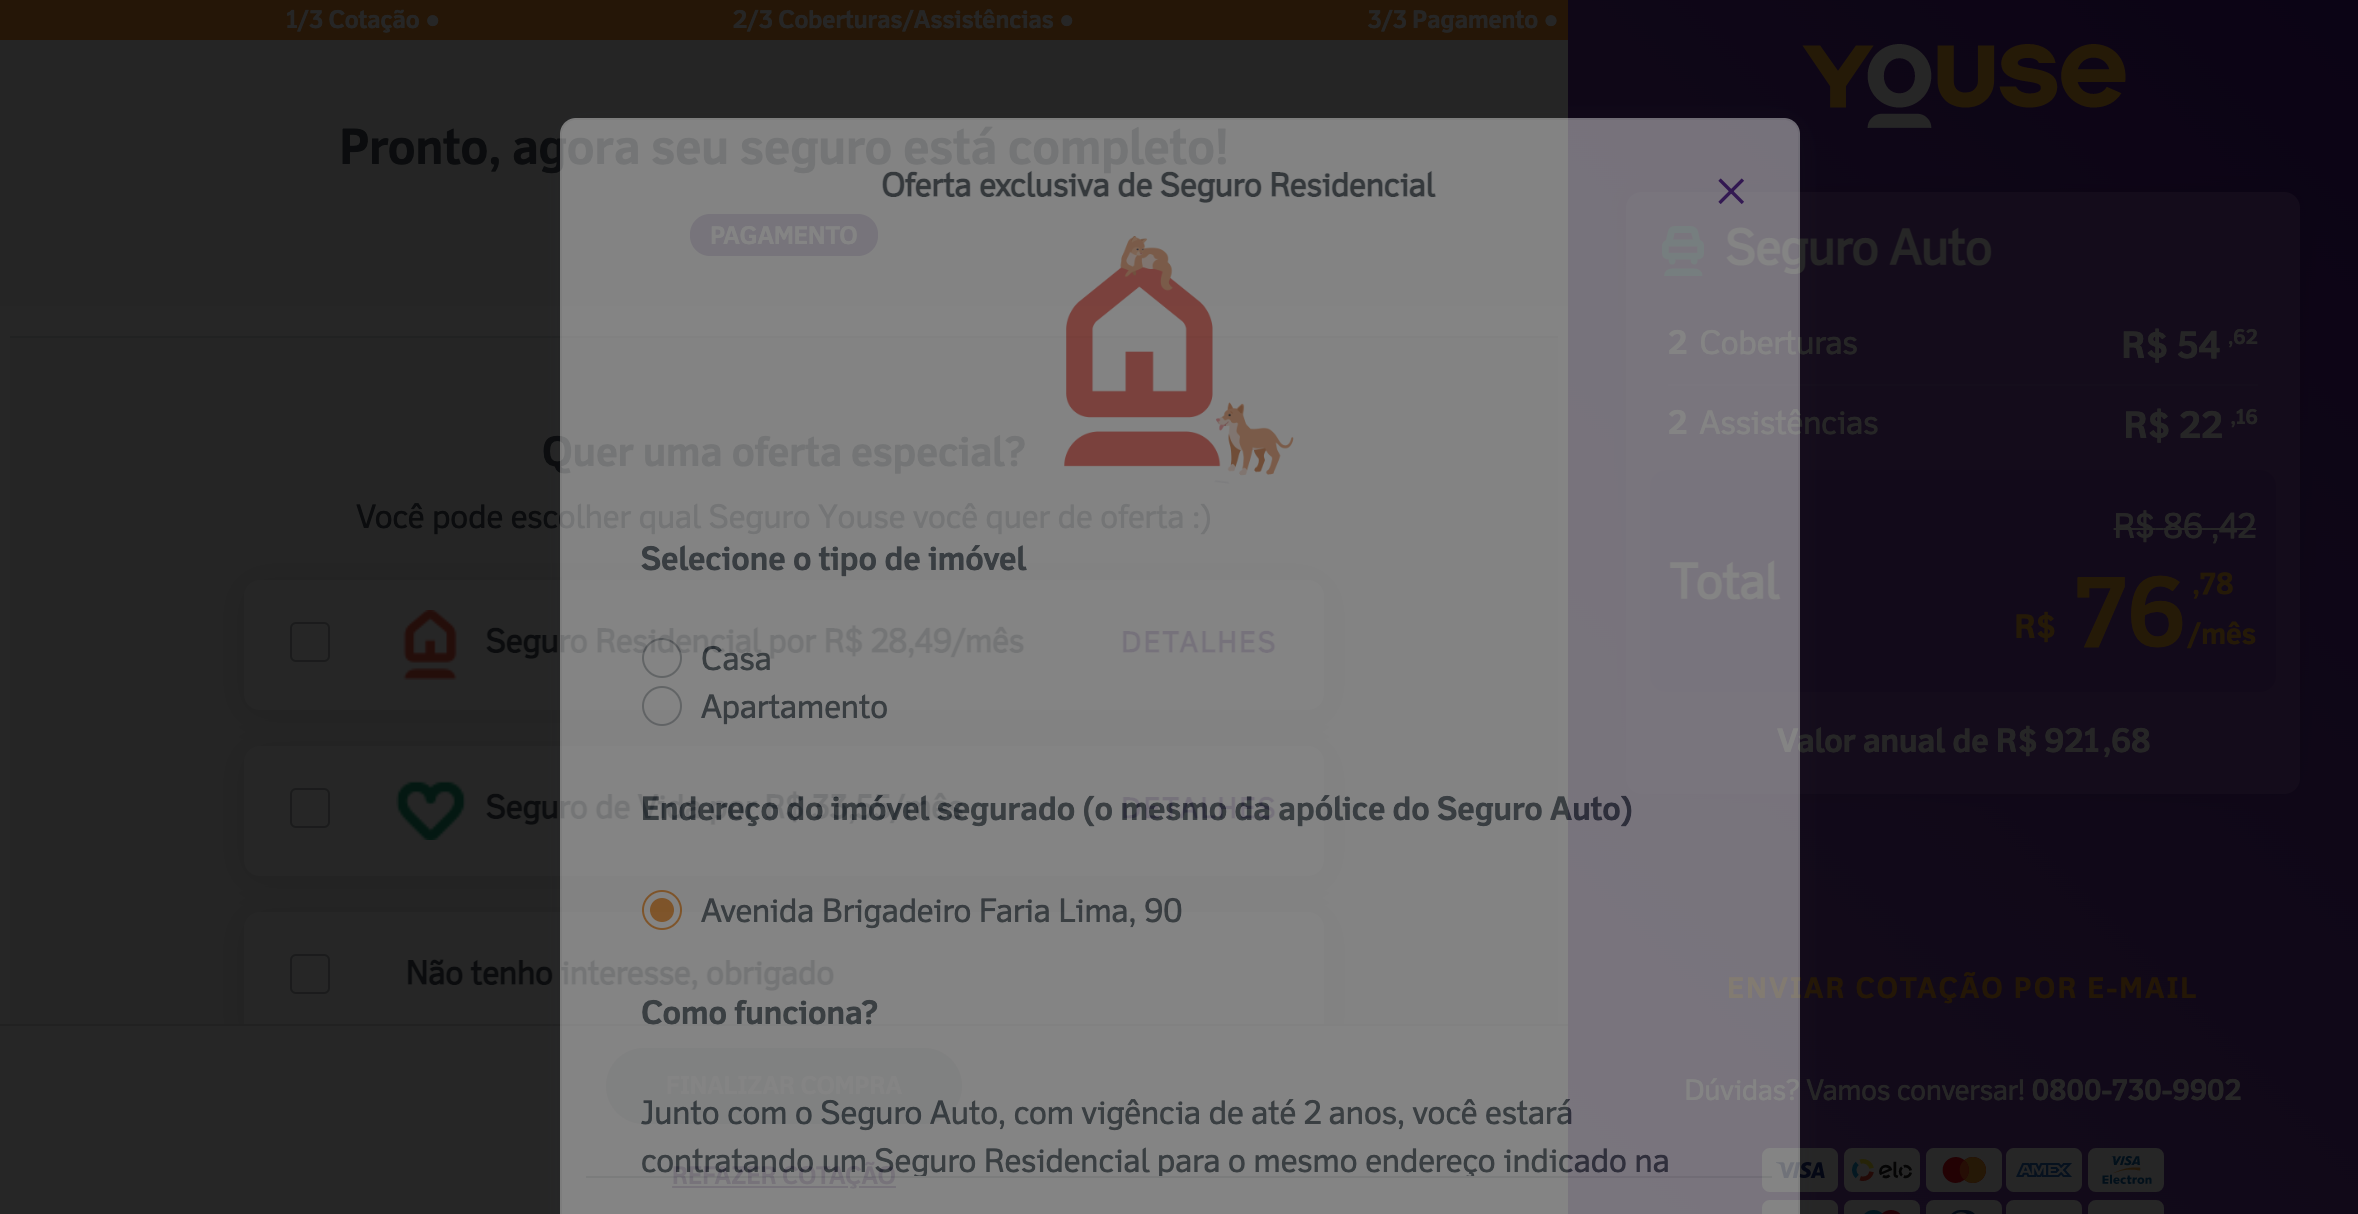 1/3 Cotação ●
2/3 Coberturas/Assistências ●
3/3 Pagamento ●
Youse
Pronto, agora seu seguro está completo!
PAGAMENTO
Oferta exclusiva de Seguro Residencial
Seguro Auto
2 Coberturas R$ 54,62
2 Assistências R$ 22,16
R$ 86,42
Total R$ 76,78/mês
Valor anual de R$ 921,68
Quer uma oferta especial?
Você pode escolher qual Seguro Youse você quer de oferta :)
Selecione o tipo de imóvel
Seguro Residencial por R$ 28,49/mês DETALHES
Casa
Apartamento
Seguro de Vida por R$ /mês DETALHES
Endereço do imóvel segurado (o mesmo da apólice do Seguro Auto)
Avenida Brigadeiro Faria Lima, 90
Não tenho interesse, obrigado
Como funciona?
FINALIZAR COMPRA
Junto com o Seguro Auto, com vigência de até 2 anos, você estará
contratando um Seguro Residencial para o mesmo endereço indicado na
REFAZER COTAÇÃO
ENVIAR COTAÇÃO POR E-MAIL
Dúvidas? Vamos conversar! 0800-730-9902
VISA
elo
AMEX
VISA
Electron